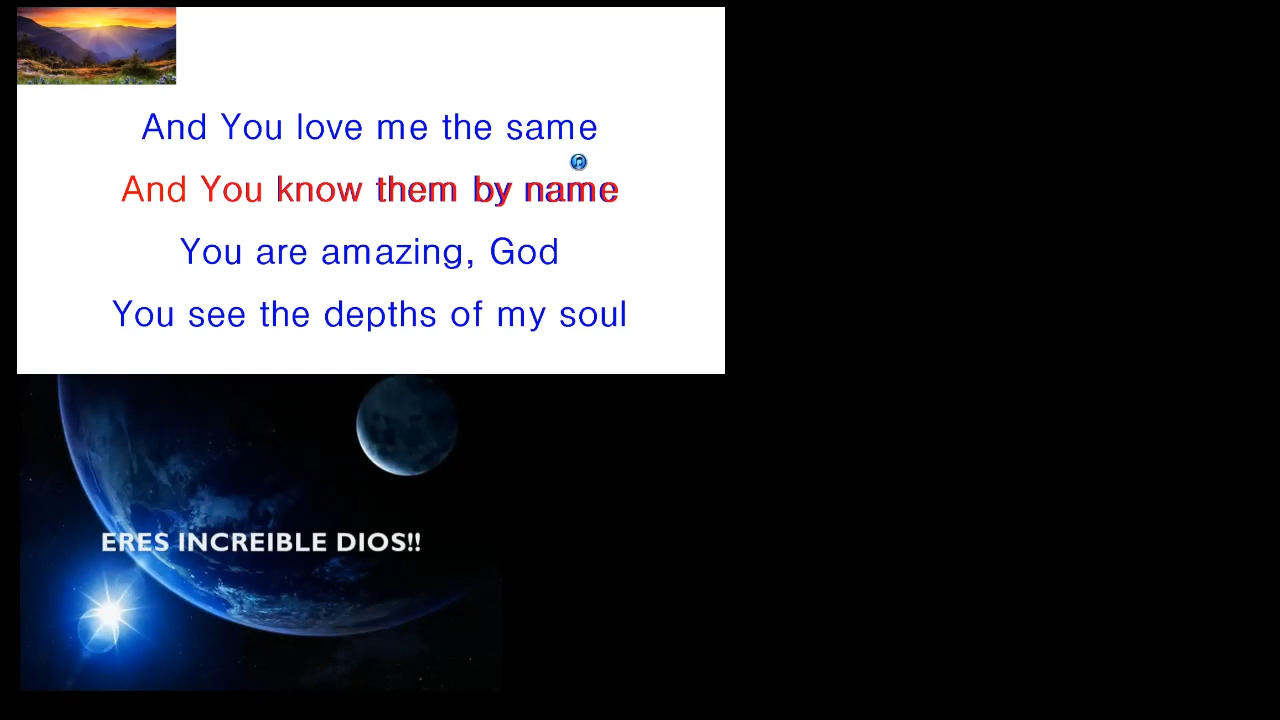 And You love me the same
And You know them by name
You are amazing, God
You see the depths of my soul
ERES INCREIBLE DIOS!!